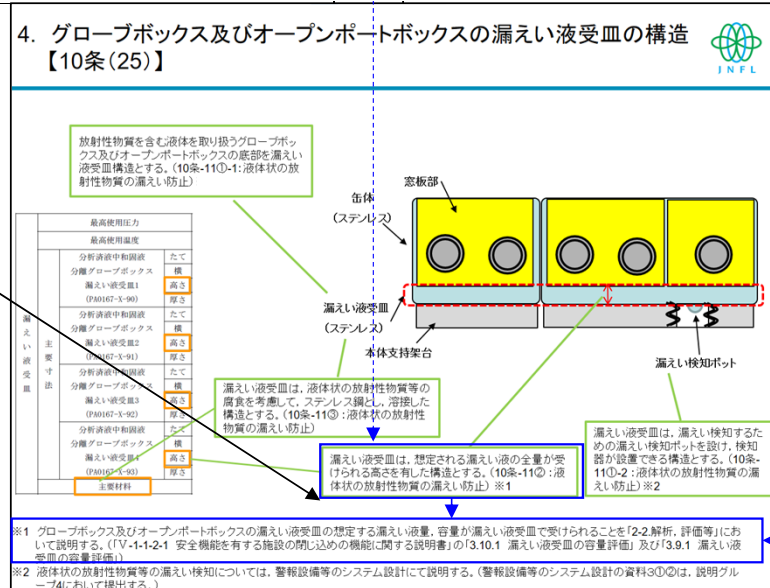 4. グローブボックス及びオープンポートボックスの漏えい液受皿の構造
【10条(25)】
JNFL
放射性物質を含む液体を取り扱うグローブボッ
クス及びオープンポートボックスの底部を漏えい
液受皿構造とする。(10条-11①-1:液体状の放
射性物質の漏えい防止)
窓板部
缶体
(ステンレス)
漏えい液受皿
(ステンレス)
本体支持架台
漏えい検知ポット
最高使用圧力
最高使用温度
漏えい液受皿
主要寸法
分析済液中和固液
分離グローブボックス
漏えい液受皿1
(PA0167-X-90)
たて
横
高さ
厚さ
分析済液中和固液
分離グローブボックス
漏えい液受皿2
(PA0167-X-91)
たて
横
高さ
厚さ
分析済液中和固液
分離グローブボックス
漏えい液受皿3
(PA0167-X-92)
たて
横
高さ
厚さ
分析済液中和固液
分離グローブボックス
漏えい液受皿4
(PA0167-X-93)
たて
横
高さ
厚さ
主要材料
漏えい液受皿は,液体状の放射性物質等の
腐食を考慮して,ステンレス鋼とし,溶接した
構造とする。(10条-11③:液体状の放射性
物質の漏えい防止)
漏えい液受皿は,想定される漏えい液の全量が受
けられる高さを有した構造とする。(10条-11②:液
体状の放射性物質の漏えい防止)※1
漏えい液受皿は,漏えい検知するた
めの漏えい検知ポットを設け,検知
器が設置できる構造とする。(10条-
11①-2:液体状の放射性物質の漏
えい防止)※2
※1 グローブボックス及びオープンポートボックスの漏えい液受皿の想定する漏えい液量,容量が漏えい液受皿で受けられることを「2-2.解析,評価等」にお
いて説明する。(「Ⅴ-1-1-2-1 安全機能を有する施設の閉じ込めの機能に関する説明書」の「3.10.1 漏えい液受皿の容量評価」及び「3.9.1 漏えい液
受皿の容量評価」)
※2 液体状の放射性物質等の漏えい検知については,警報設備等のシステム設計にて説明する。(警報設備等のシステム設計の資料3①②は,説明グル
ープ4において提出する。)